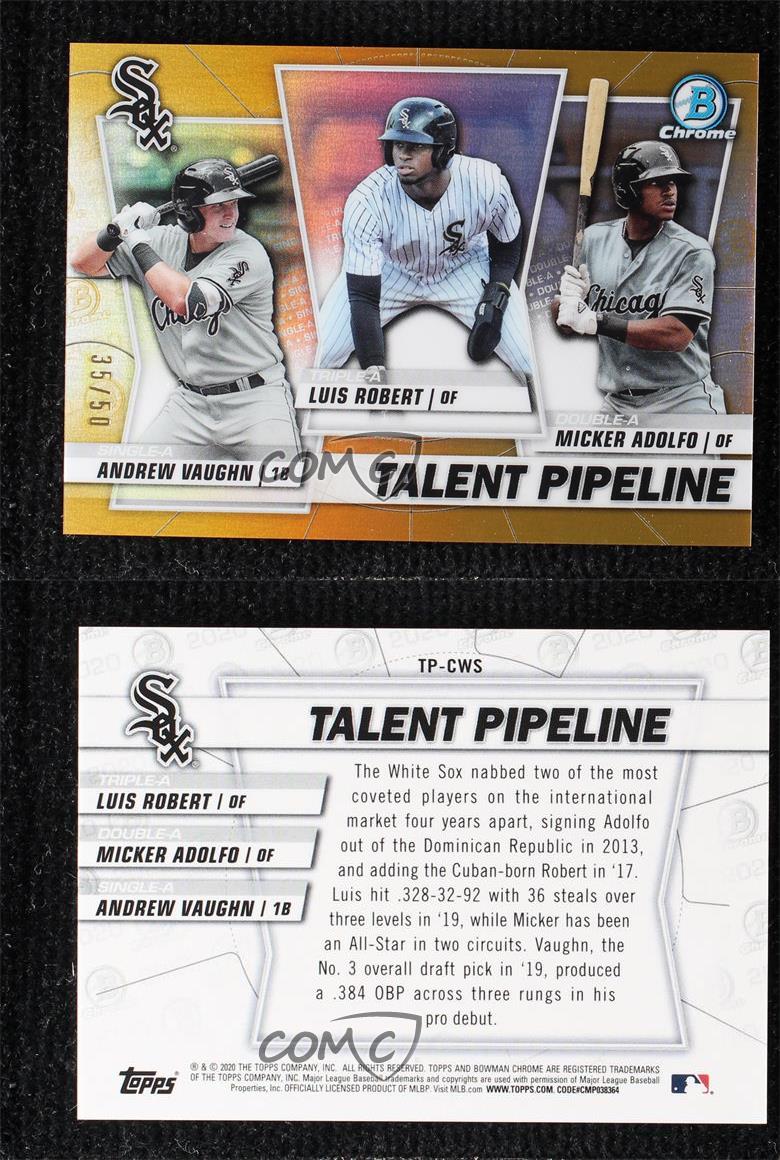 Sox
B
Chrome
35/50
TRIPLE-A
LUIS ROBERT | OF
DOUBLE-A
MICKER ADOLFO | OF
SINGLE-A
ANDREW VAUGHN | 1B
TALENT PIPELINE
COMC
TP-CWS
Sox
TALENT PIPELINE
TRIPLE-A
LUIS ROBERT | OF
DOUBLE-A
MICKER ADOLFO | OF
SINGLE-A
ANDREW VAUGHN | 1B
The White Sox nabbed two of the most
coveted players on the international
market four years apart, signing Adolfo
out of the Dominican Republic in 2013,
and adding the Cuban-born Robert in '17.
Luis hit .328-32-92 with 36 steals over
three levels in '19, while Micker has been
an All-Star in two circuits. Vaughn, the
No. 3 overall draft pick in '19, produced
a .384 OBP across three rungs in his
pro debut.
COMC
TOPPS®
® & © 2020 THE TOPPS COMPANY, INC. ALL RIGHTS RESERVED. TOPPS AND BOWMAN CHROME ARE REGISTERED TRADEMARKS
OF THE TOPPS COMPANY, INC. Major League Baseball trademarks and copyrights are used with permission of Major League Baseball
Properties, Inc. OFFICIALLY LICENSED PRODUCT OF MLBP. Visit MLB.com WWW.TOPPS.COM. CODE#CMP038364